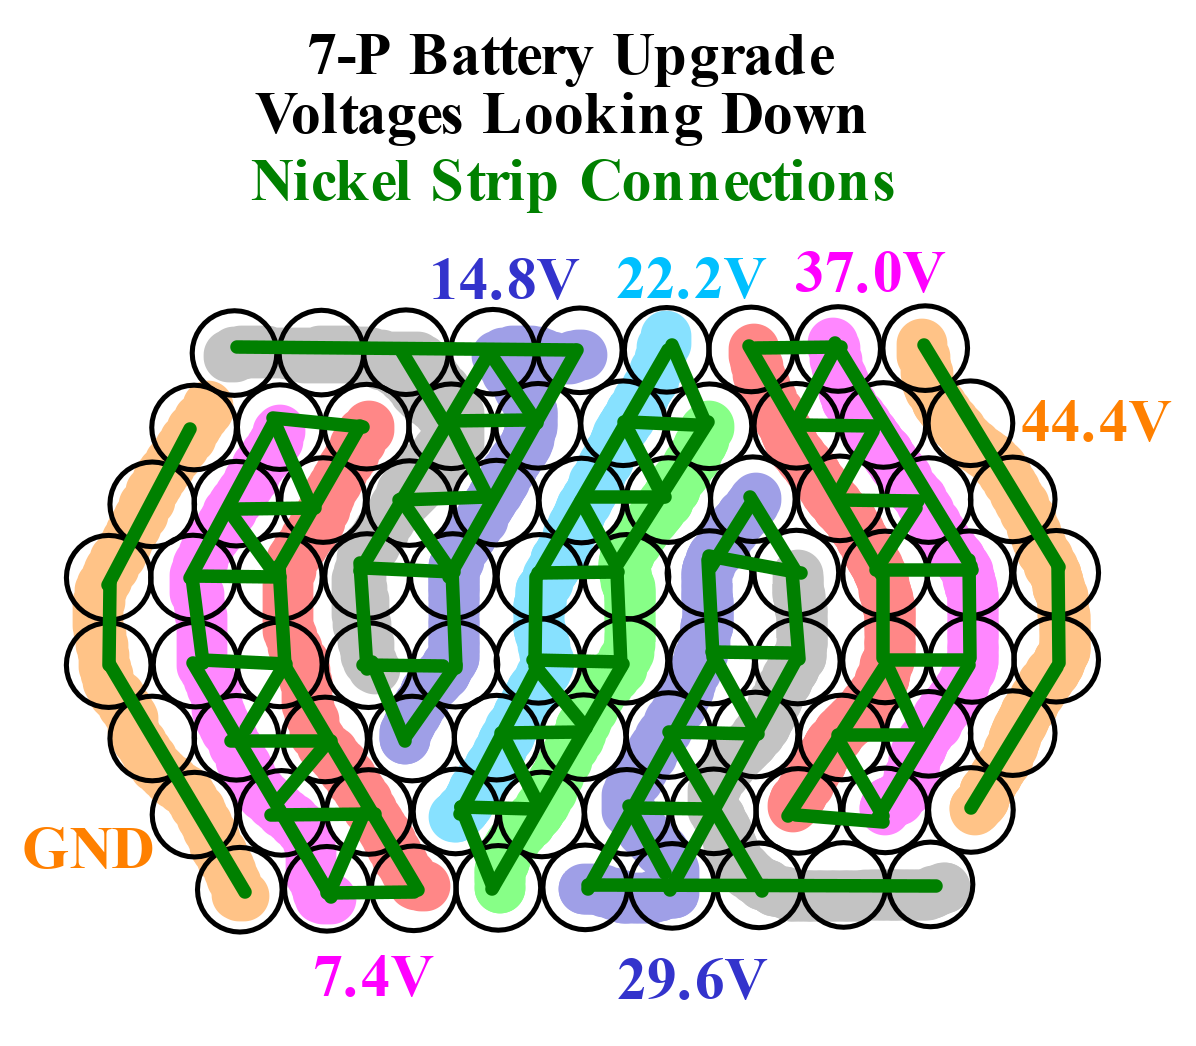 7-P Battery Upgrade
Voltages Looking Down
Nickel Strip Connections
14.8V 22.2V 37.0V
44.4V
GND
7.4V 29.6V